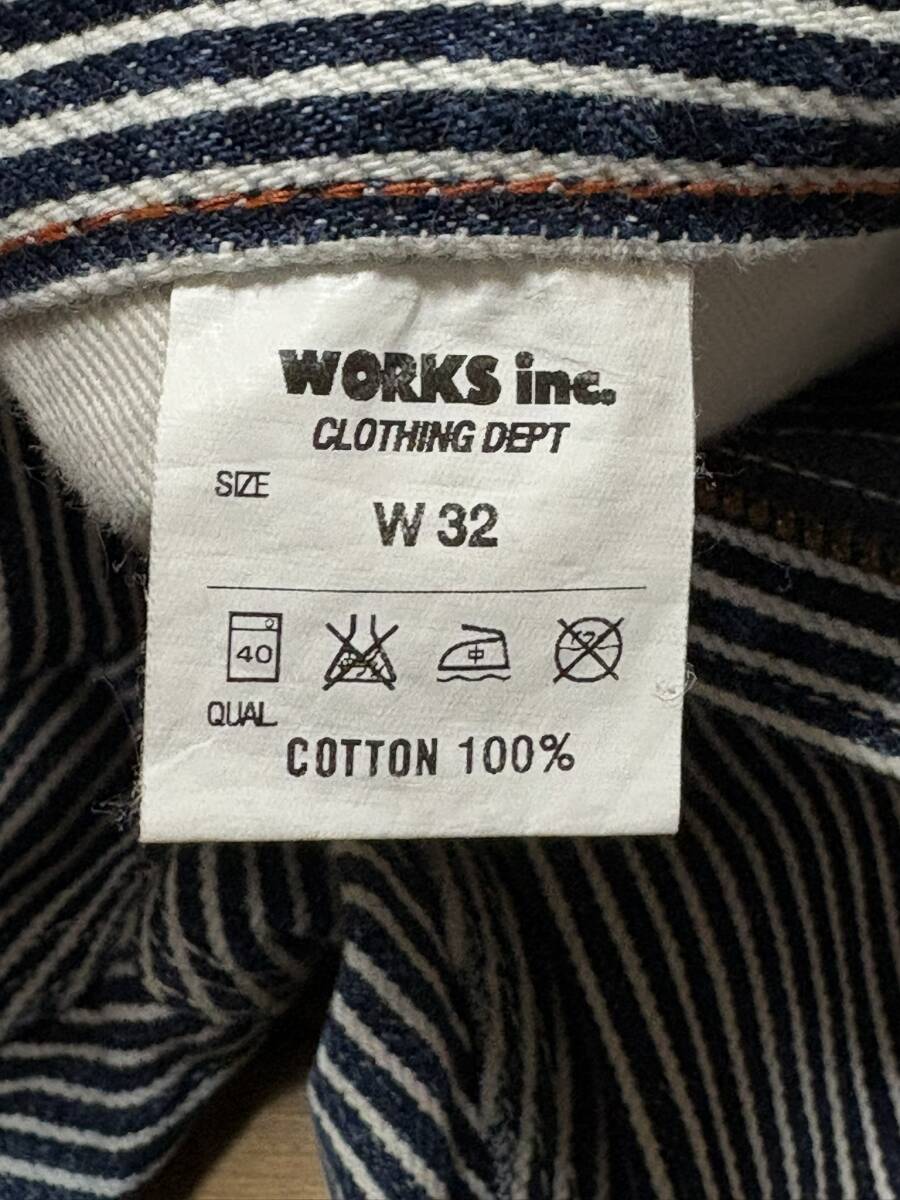 WORKS inc.
CLOTHING DEPT
SIZE
W 32
40
中
QUAL
COTTON 100%